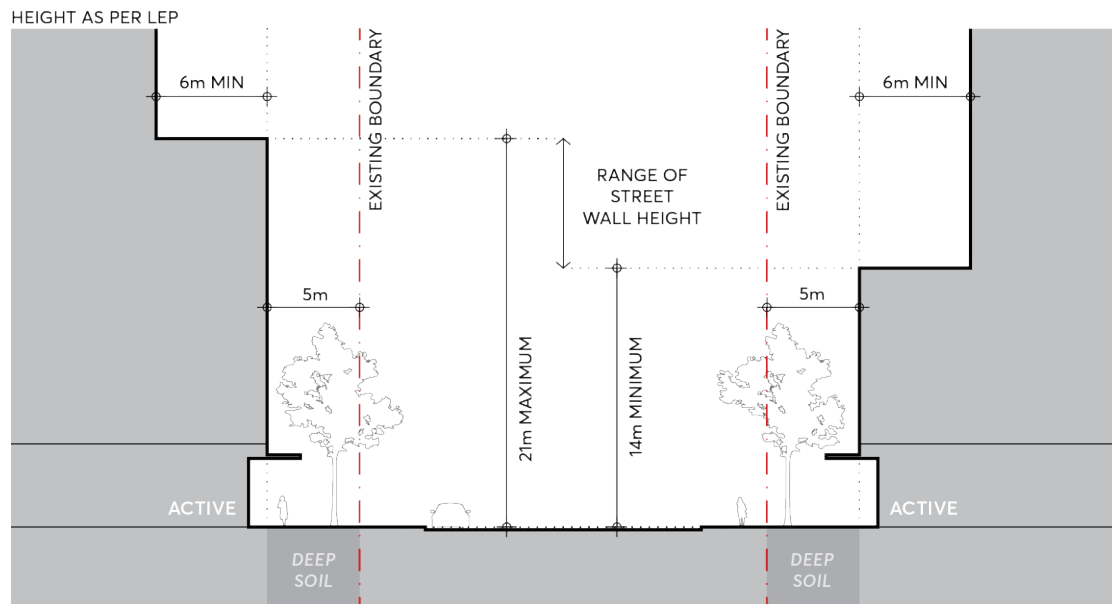 HEIGHT AS PER LEP
6m MIN
EXISTING BOUNDARY
EXISTING BOUNDARY
6m MIN
RANGE OF
STREET
WALL HEIGHT
5m
5m
21m MAXIMUM
14m MINIMUM
ACTIVE
ACTIVE
DEEP
SOIL
DEEP
SOIL